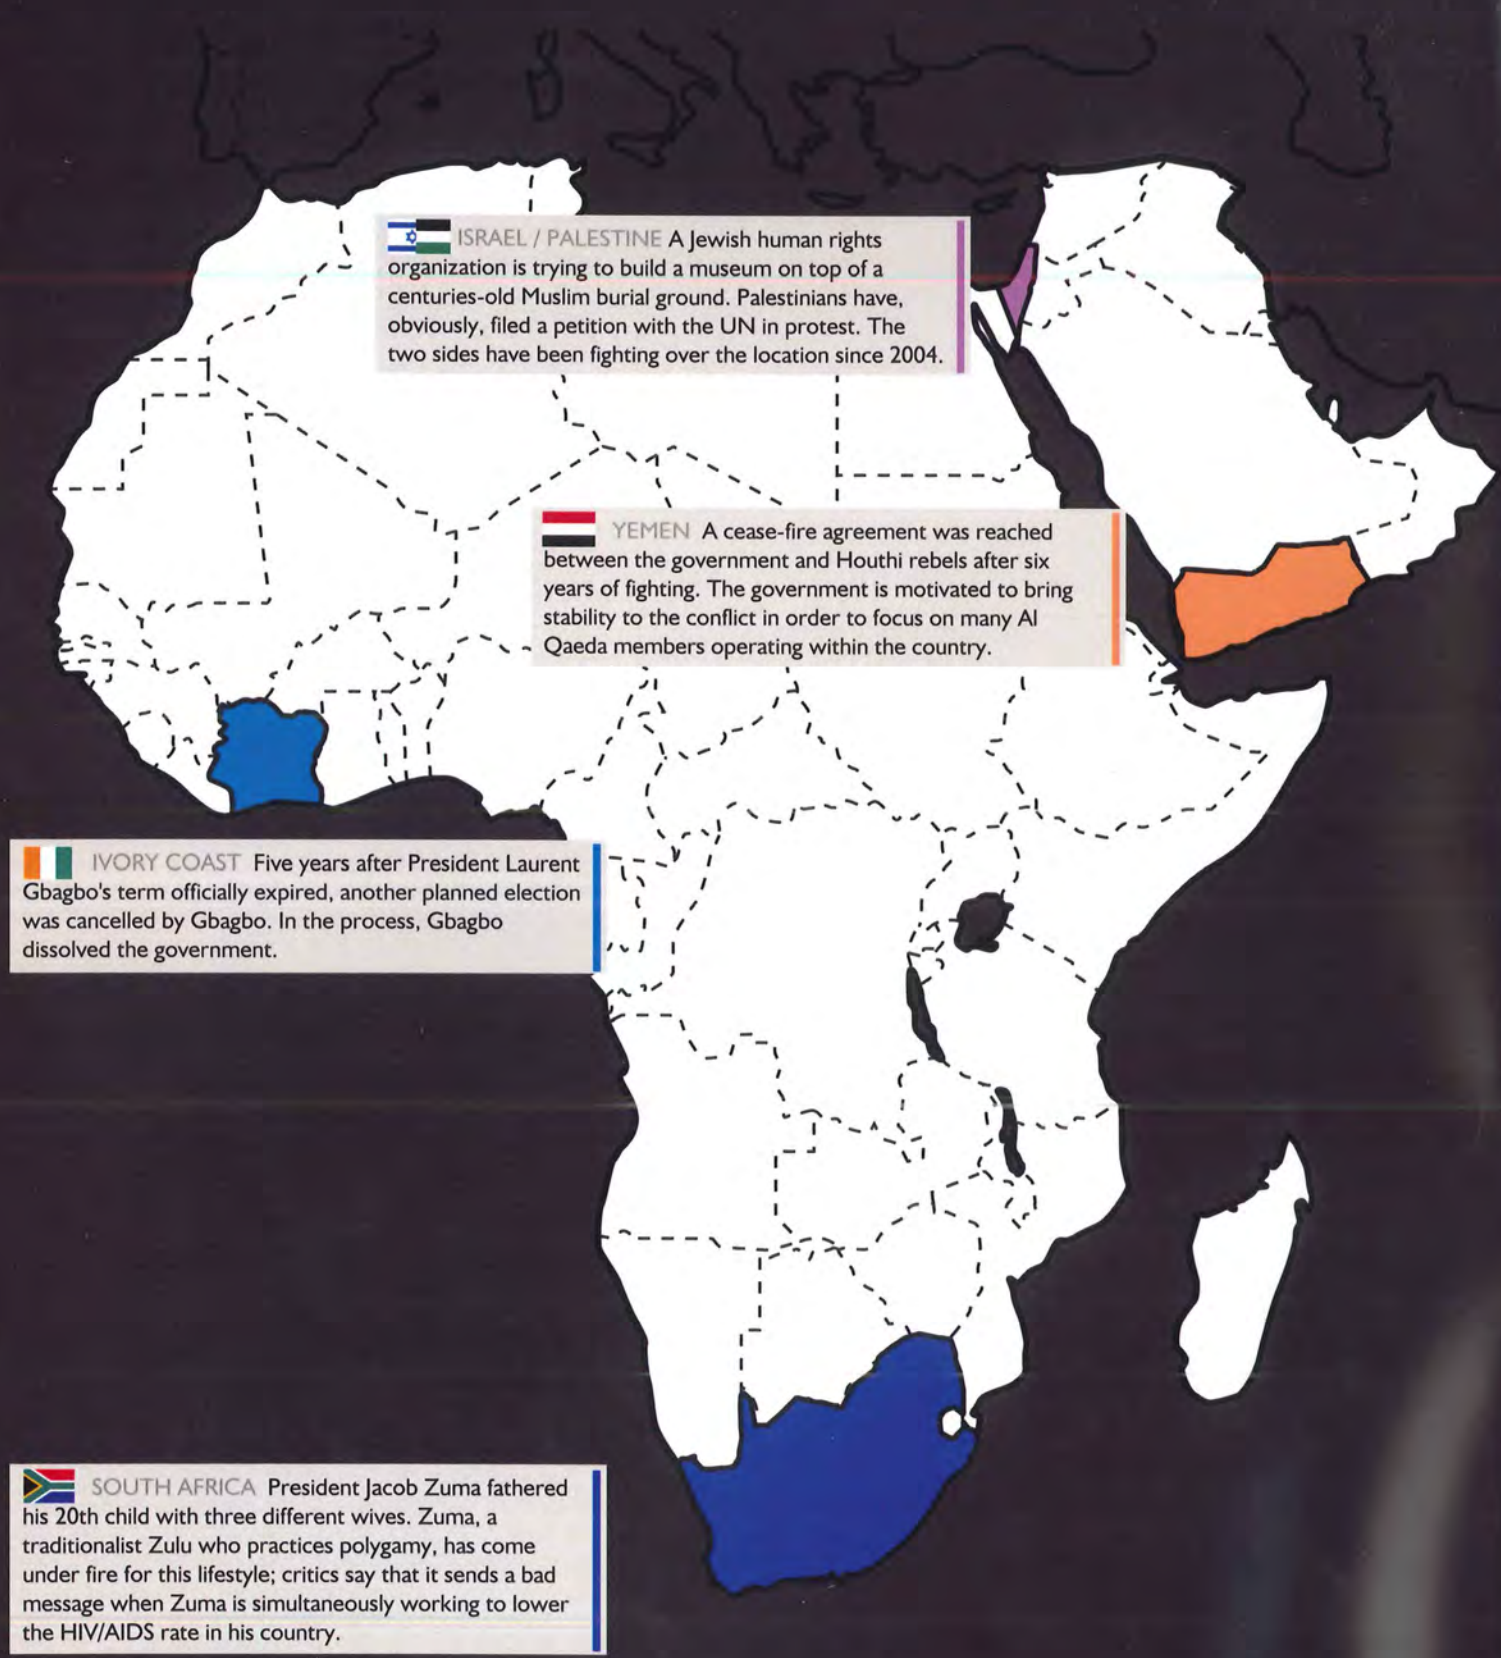 ISRAEL / PALESTINE A Jewish human rights
organization is trying to build a museum on top of a
centuries-old Muslim burial ground. Palestinians have,
obviously, filed a petition with the UN in protest. The
two sides have been fighting over the location since 2004.
YEMEN A cease-fire agreement was reached
between the government and Houthi rebels after six
years of fighting. The government is motivated to bring
stability to the conflict in order to focus on many Al
Qaeda members operating within the country.
IVORY COAST Five years after President Laurent
Gbagbo's term officially expired, another planned election
was cancelled by Gbagbo. In the process, Gbagbo
dissolved the government.
SOUTH AFRICA President Jacob Zuma fathered
his 20th child with three different wives. Zuma, a
traditionalist Zulu who practices polygamy, has come
under fire for this lifestyle; critics say that it sends a bad
message when Zuma is simultaneously working to lower
the HIV/AIDS rate in his country.